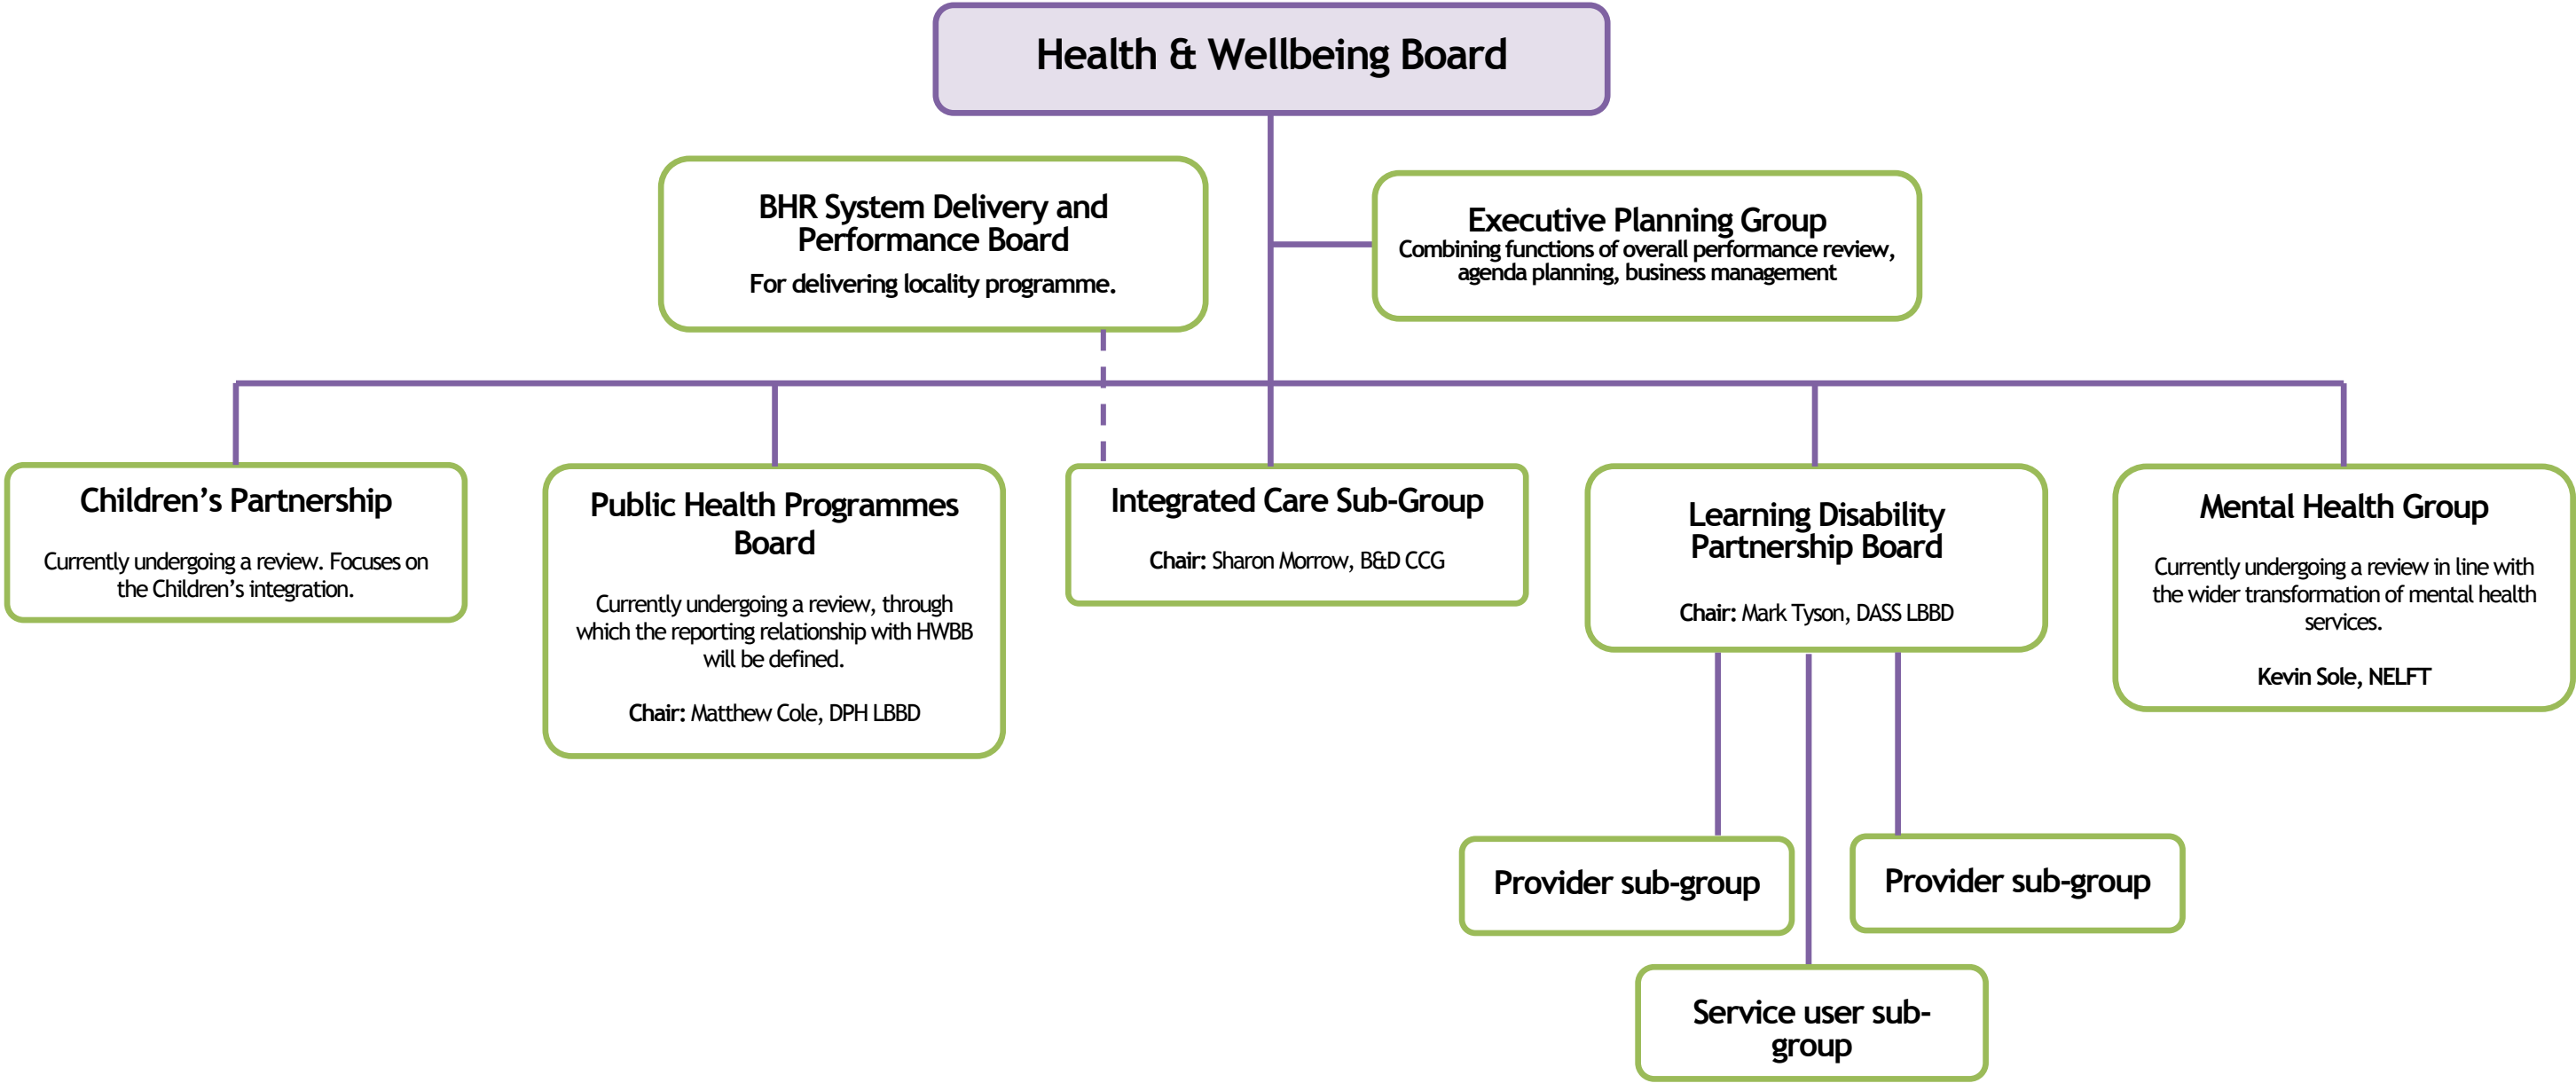 Health & Wellbeing Board
BHR System Delivery and
Performance Board
For delivering locality programme.
Executive Planning Group
Combining functions of overall performance review,
agenda planning, business management
Children’s Partnership
Currently undergoing a review. Focuses on
the Children’s integration.
Public Health Programmes
Board
Currently undergoing a review, through
which the reporting relationship with HWBB
will be defined.
Chair: Matthew Cole, DPH LBBD
Integrated Care Sub-Group
Chair: Sharon Morrow, B&D CCG
Learning Disability
Partnership Board
Chair: Mark Tyson, DASS LBBD
Mental Health Group
Currently undergoing a review in line with
the wider transformation of mental health
services.
Kevin Sole, NELFT
Provider sub-group
Provider sub-group
Service user sub-
group